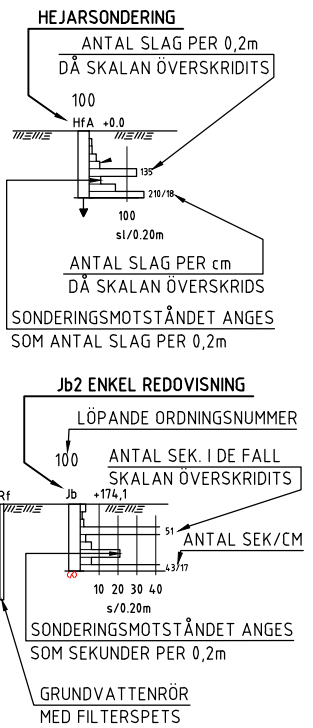 HEJARSONDERING
ANTAL SLAG PER 0,2m
DÅ SKALAN ÖVERSKRIDITS
100
HfA +0.0
135
210/18
100
sl/0.20m
ANTAL SLAG PER cm
DÅ SKALAN ÖVERSKRIDS
SONDERINGSMOTSTÅNDET ANGES
SOM ANTAL SLAG PER 0,2m
Jb2 ENKEL REDOVISNING
LÖPANDE ORDNINGSNUMMER
100
ANTAL SEK. I DE FALL
SKALAN ÖVERSKRIDITS
Rf Jb +174,1
51
ANTAL SEK/CM
43/17
GO
10 20 30 40
s/0.20m
SONDERINGSMOTSTÅNDET ANGES
SOM SEKUNDER PER 0,2m
GRUNDVATTENRÖR
MED FILTERSPETS